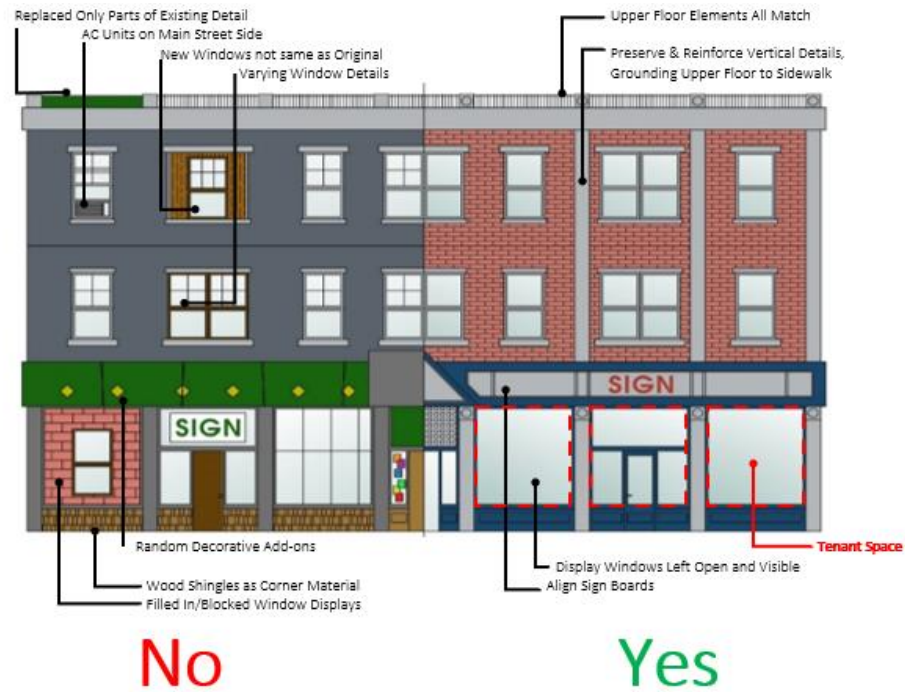 Replaced Only Parts of Existing Detail
AC Units on Main Street Side
New Windows not same as Original
Varying Window Details
Upper Floor Elements All Match
Preserve & Reinforce Vertical Details,
Grounding Upper Floor to Sidewalk
SIGN
SIGN
Random Decorative Add-ons
Wood Shingles as Corner Material
Filled In/Blocked Window Displays
Tenant Space
Display Windows Left Open and Visible
Align Sign Boards
No
Yes